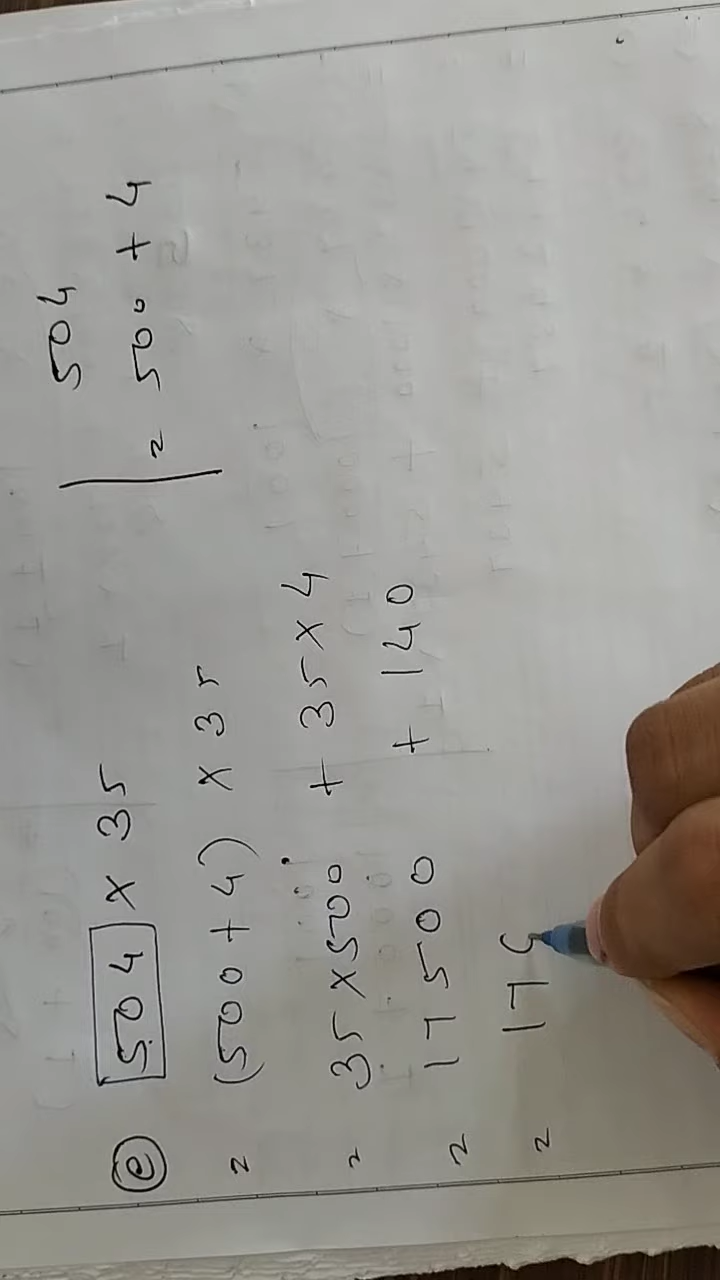 ⓔ 504 × 35
= (500 + 4) × 35
= 35 × 500 + 35 × 4
= 17500 + 140
= 17
504
= 500 + 4